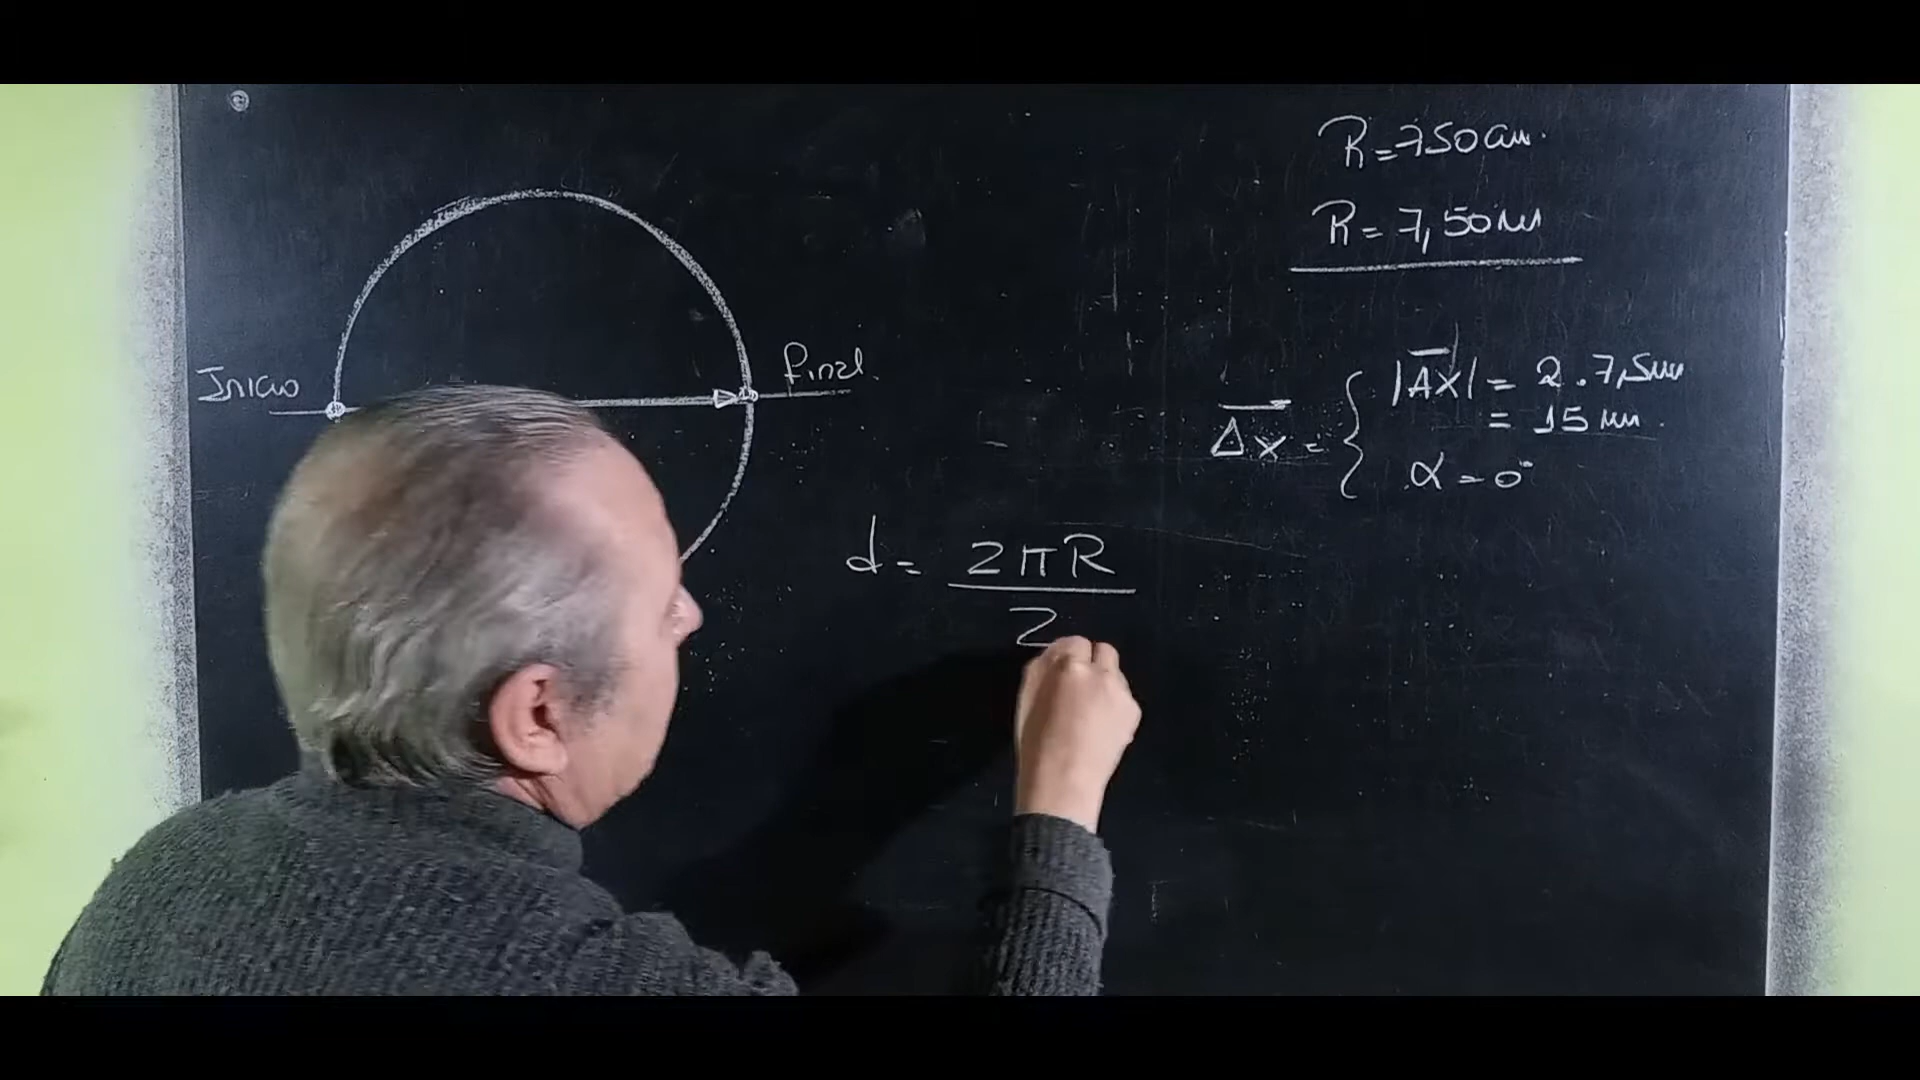 R = 750 cm.
R = 7,50 m
Inicio
final.
|Δx| = 2 . 7,5 m
= 15 m.
Δx =
α = 0°
d = 2πR
2